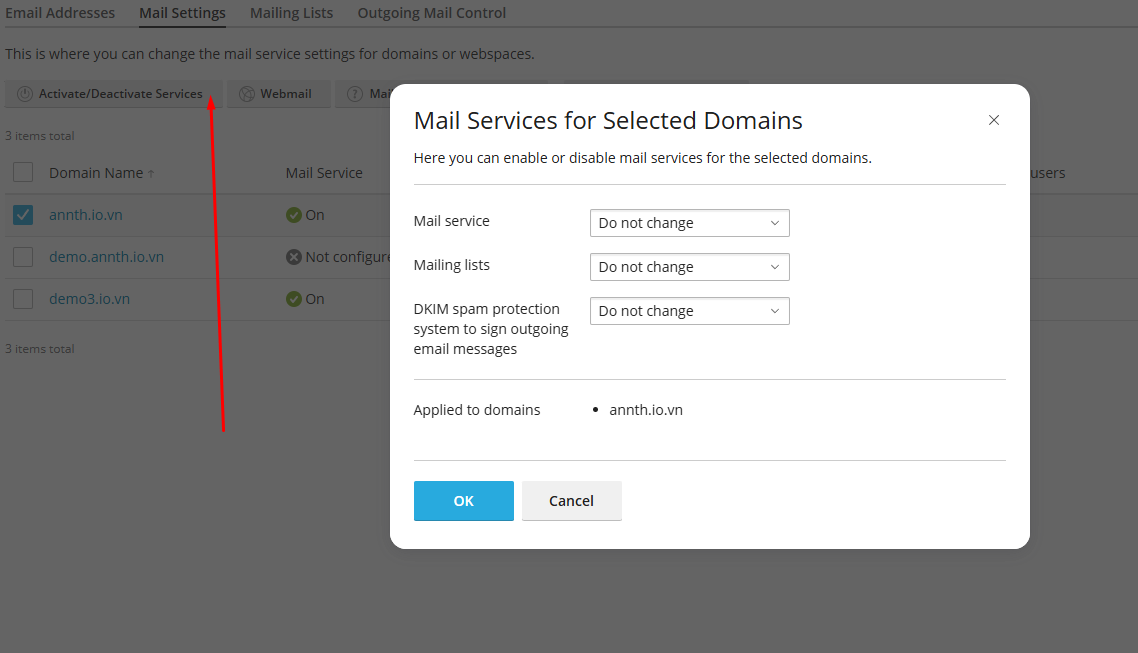 Email Addresses Mail Settings Mailing Lists Outgoing Mail Control
This is where you can change the mail service settings for domains or webspaces.
Activate/Deactivate Services Webmail
3 items total
Domain Name ↑ Mail Service users
annth.io.vn On
demo.annth.io.vn Not
demo3.io.vn On
3 items total
Mail Services for Selected Domains
Here you can enable or disable mail services for the selected domains.
Mail service Do not change
Mailing lists Do not change
DKIM spam protection Do not change
system to sign outgoing
email messages
Applied to domains • annth.io.vn
OK Cancel